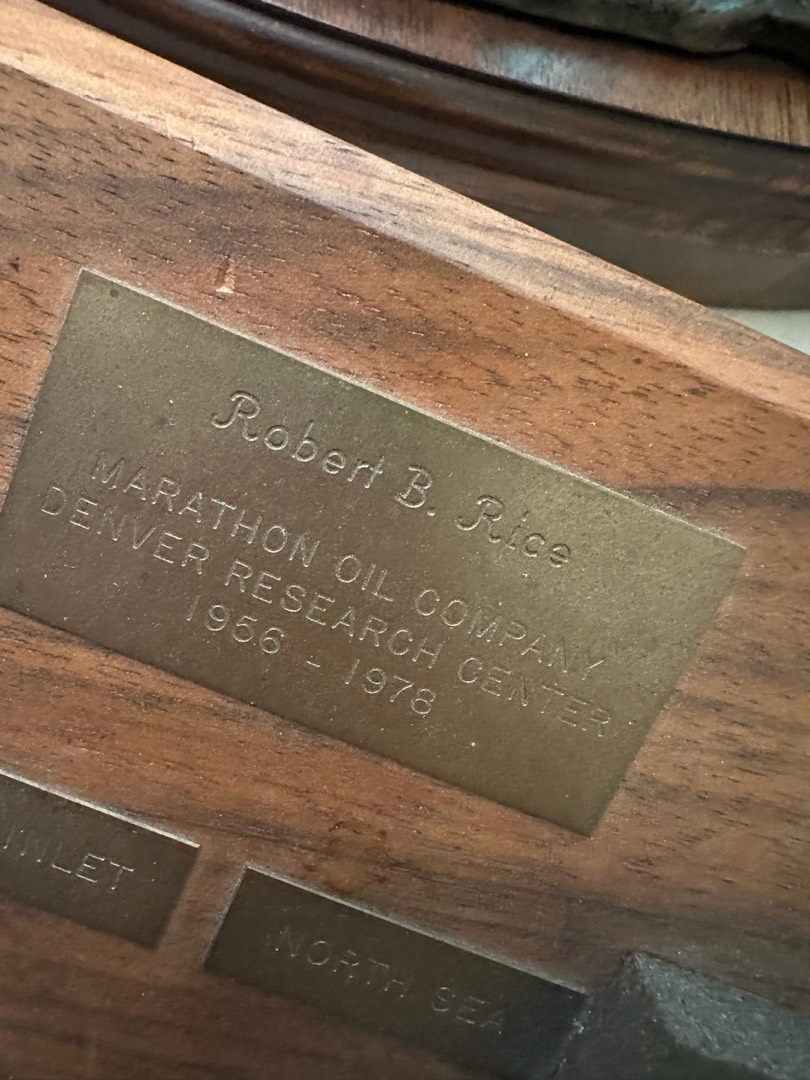 Robert B. Rice
MARATHON OIL COMPANY
DENVER RESEARCH CENTER
1956 - 1978
INLET
NORTH SEA